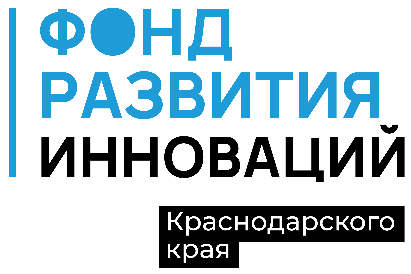 ФОНД
РАЗВИТИЯ
ИННОВАЦИЙ
Краснодарского
края